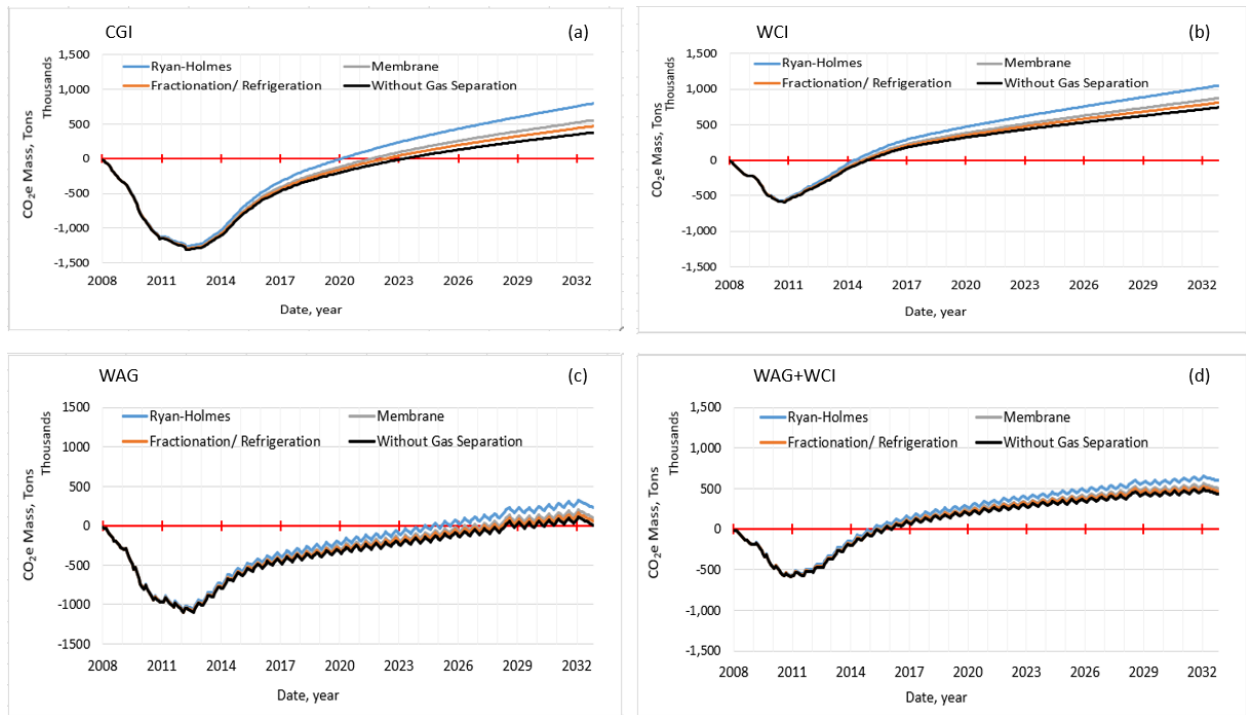 CGI (a)
Ryan-Holmes Membrane
Fractionation/ Refrigeration Without Gas Separation
CO₂e Mass, Tons
Thousands
1,500
1,000
500
0
-500
-1,000
-1,500
2008 2011 2014 2017 2020 2023 2026 2029 2032
Date, year
WCI (b)
Ryan-Holmes Membrane
Fractionation/ Refrigeration Without Gas Separation
CO₂e Mass, Tons
Thousands
1,500
1,000
500
0
-500
-1,000
-1,500
2008 2011 2014 2017 2020 2023 2026 2029 2032
Date, year
WAG (c)
Ryan-Holmes Membrane
Fractionation/ Refrigeration Without Gas Separation
CO₂e Mass, Tons
Thousands
1500
1000
500
0
-500
-1000
-1500
2008 2011 2014 2017 2020 2023 2026 2029 2032
Date, year
WAG+WCI (d)
Ryan-Holmes Membrane
Fractionation/ Refrigeration Without Gas Separation
CO₂e Mass, Tons
Thousands
1,500
1,000
500
0
-500
-1,000
-1,500
2008 2011 2014 2017 2020 2023 2026 2029 2032
Date, year